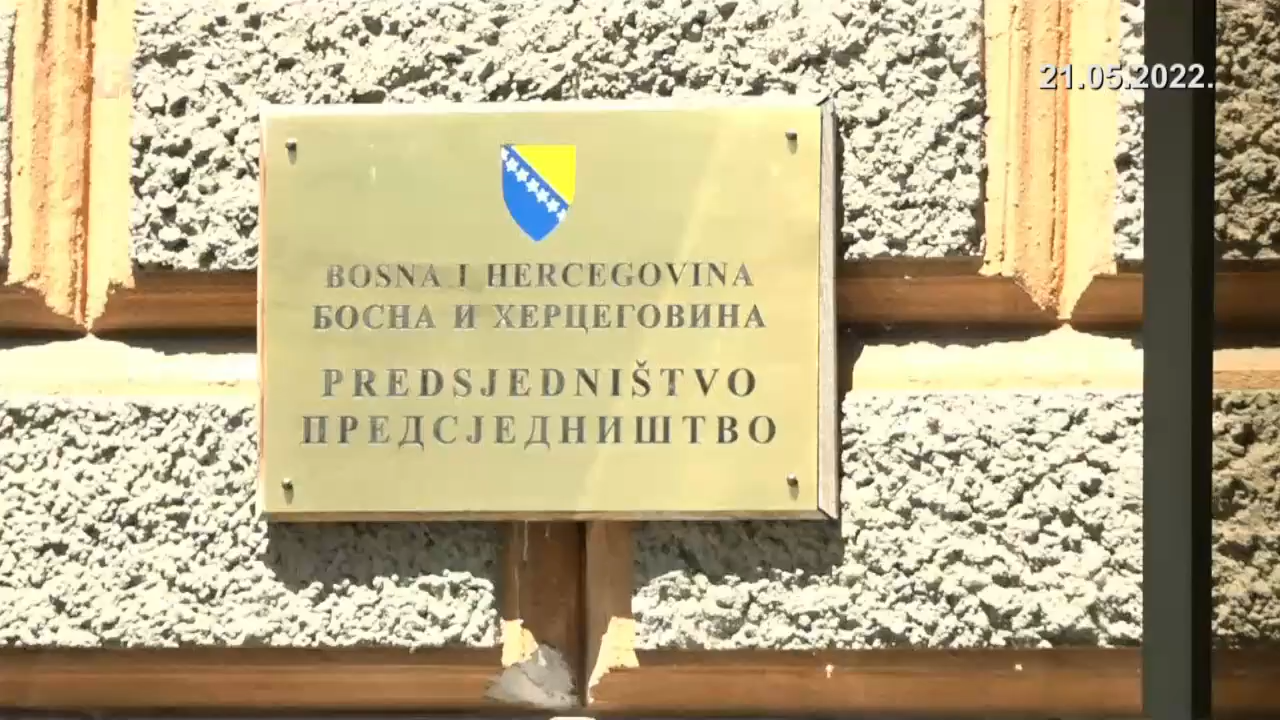 21.05.2022.
BOSNA I HERCEGOVINA
БОСНА И ХЕРЦЕГОВИНА
PREDSJEDNIŠTVO
ПРЕДСЈЕДНИШТВО